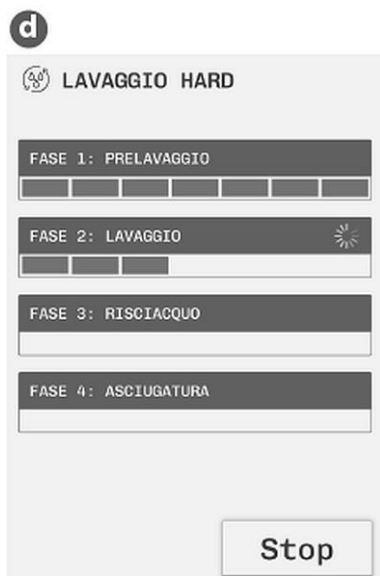 d
LAVAGGIO HARD
FASE 1: PRELAVAGGIO
FASE 2: LAVAGGIO
FASE 3: RISCIACQUO
FASE 4: ASCIUGATURA
Stop